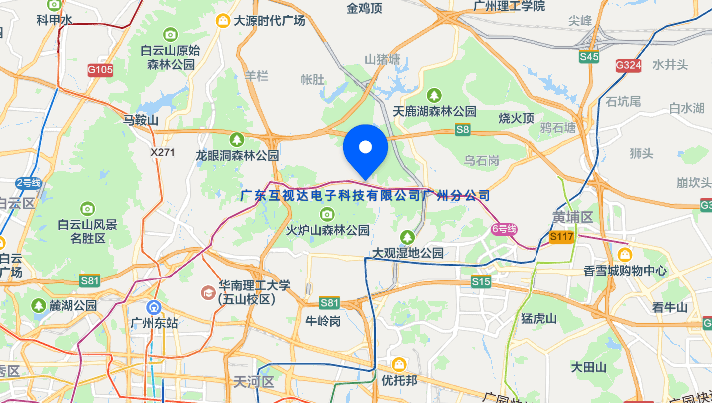 科甲水
大源时代广场
金鸡顶
广州理工学院
尖峰
白云山原始
森林公园
G105
羊栏
帐肚
山猪塘
S45
G324
水井头
石坑尾
白水湖
马鞍山
天鹿湖森林公园
烧火顶
鸦石塘
S8
X271
龙眼洞森林公园
乌石岗
狮头
2号线
白云区
崩坎头
广东互视达电子科技有限公司广州分公司
白云山风景
名胜区
火炉山森林公园
6号线
黄埔区
S117
广场
大观湿地公园
香雪城购物中心
S81
华南理工大学
(五山校区)
S15
麓湖公园
广州东站
S81
牛岭岗
猛虎山
看牛山
秀区
天河区
优托邦
大田山
广园快